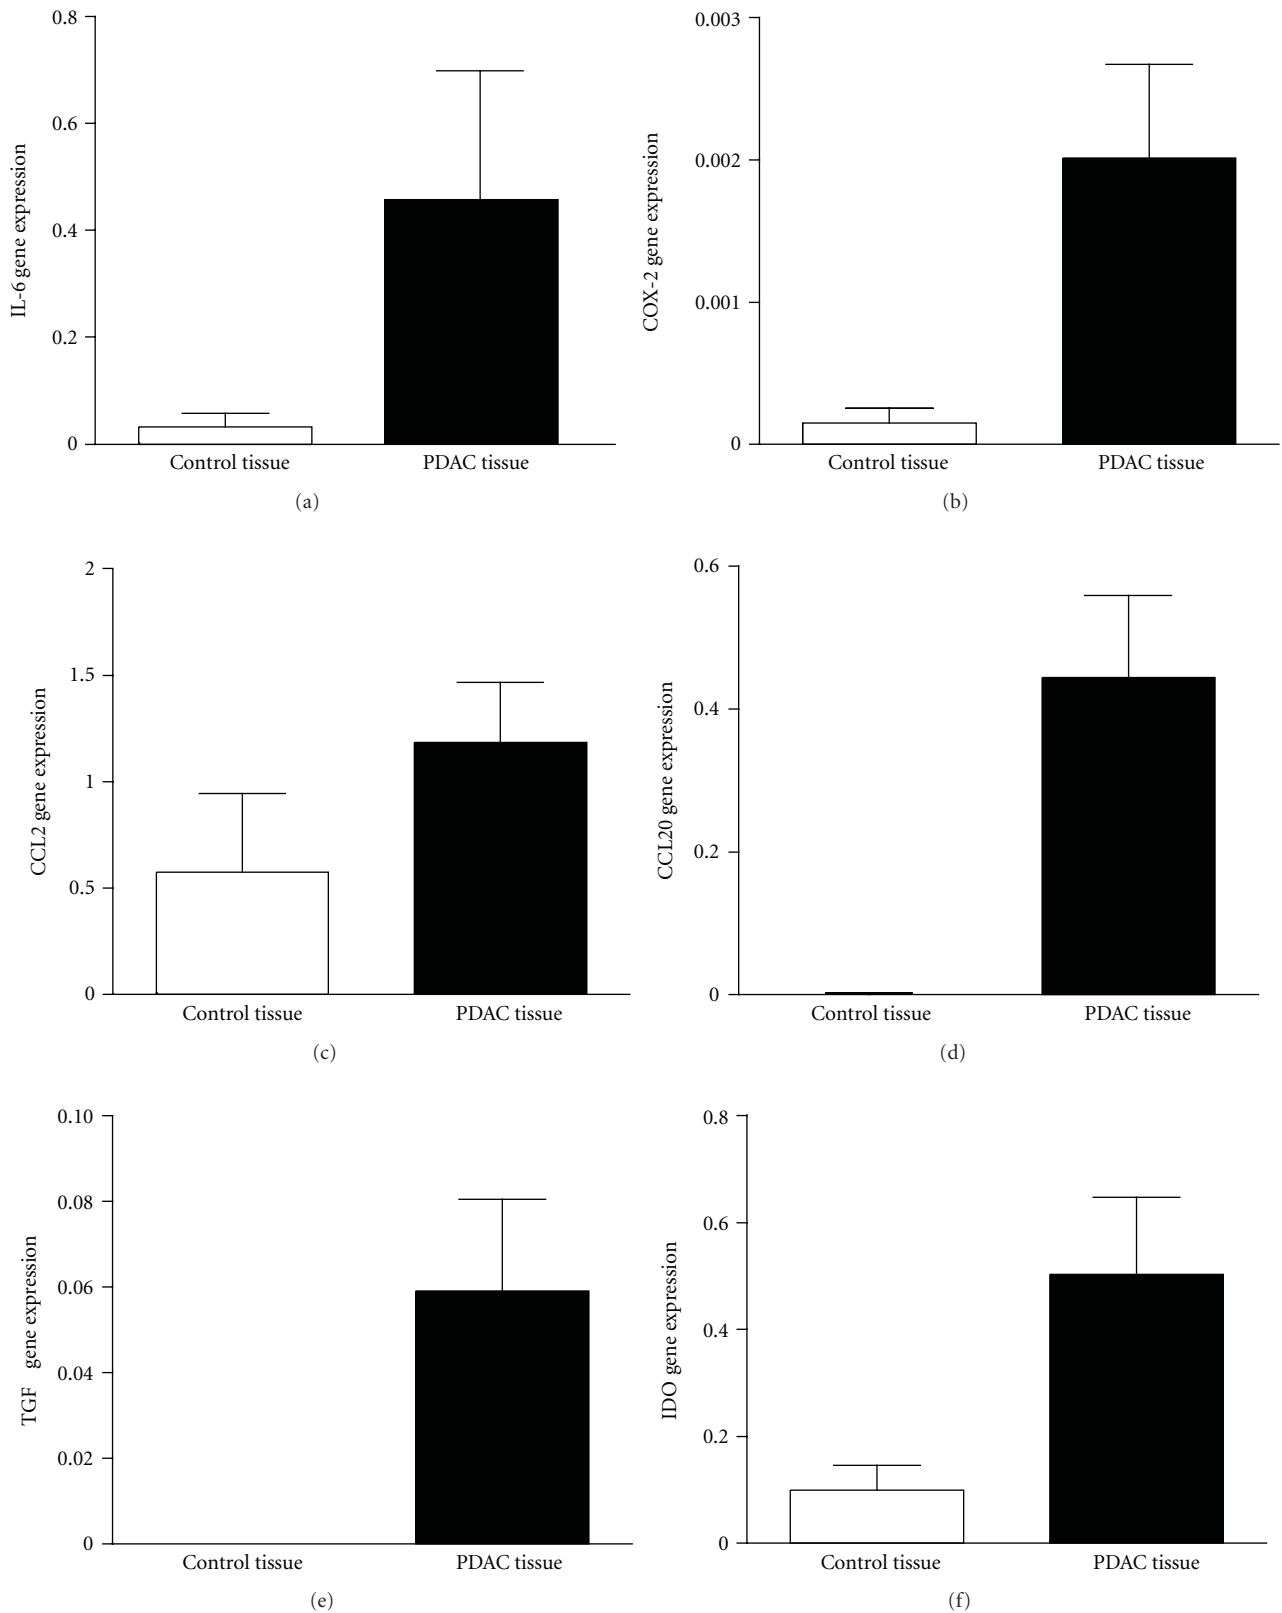 0.8
0.6
0.4
0.2
0
IL-6 gene expression
Control tissue
PDAC tissue
(a)
0.003
0.002
0.001
0
COX-2 gene expression
Control tissue
PDAC tissue
(b)
2
1.5
1
0.5
0
CCL2 gene expression
Control tissue
PDAC tissue
(c)
0.6
0.4
0.2
0
CCL20 gene expression
Control tissue
PDAC tissue
(d)
0.10
0.08
0.06
0.04
0.02
0
TGF gene expression
Control tissue
PDAC tissue
(e)
0.8
0.6
0.4
0.2
0
IDO gene expression
Control tissue
PDAC tissue
(f)